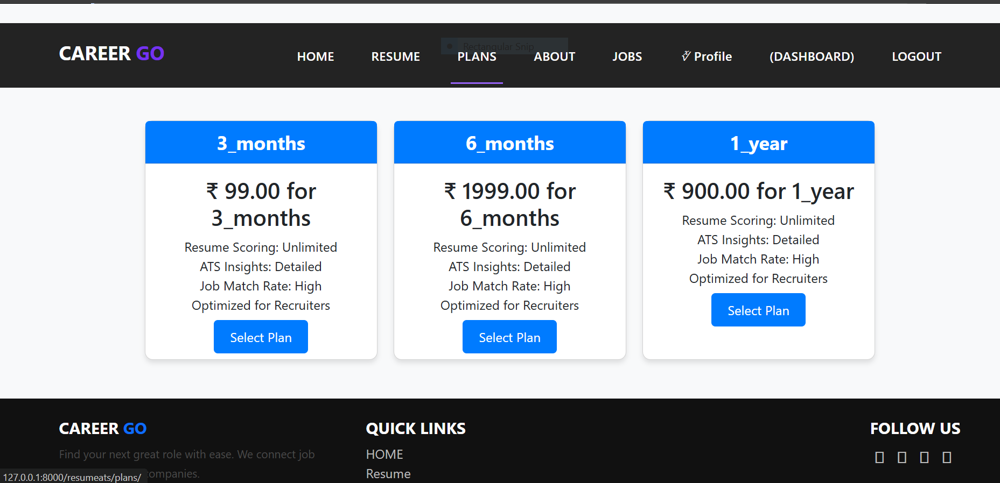 CAREER GO
HOME RESUME PLANS ABOUT JOBS Profile (DASHBOARD) LOGOUT
Rectangular Snip
3_months
₹ 99.00 for
3_months
Resume Scoring: Unlimited
ATS Insights: Detailed
Job Match Rate: High
Optimized for Recruiters
Select Plan
6_months
₹ 1999.00 for
6_months
Resume Scoring: Unlimited
ATS Insights: Detailed
Job Match Rate: High
Optimized for Recruiters
Select Plan
1_year
₹ 900.00 for 1_year
Resume Scoring: Unlimited
ATS Insights: Detailed
Job Match Rate: High
Optimized for Recruiters
Select Plan
CAREER GO
Find your next great role with ease. We connect job
companies.
QUICK LINKS
HOME
Resume
FOLLOW US
127.0.0.1:8000/resumeats/plans/